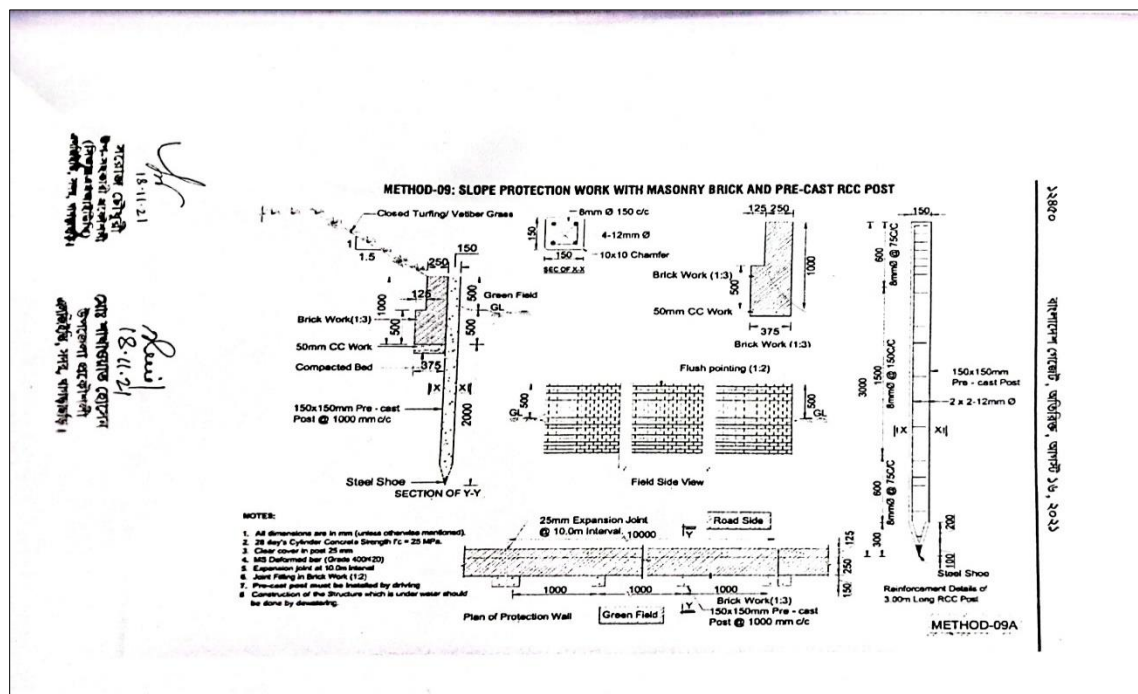 METHOD-09: SLOPE PROTECTION WORK WITH MASONRY BRICK AND PRE-CAST RCC POST
Closed Turfing/ Vetiber Grass
1
1.5
150
250
125
1000
500
500
500
Green Field
GL
Brick Work(1:3)
50mm CC Work
Compacted Bed
375
X
X
2000
150x150mm Pre - cast
Post @ 1000 mm c/c
Steel Shoe
SECTION OF Y-Y
8mm Ø 150 c/c
4-12mm Ø
10x10 Chamfer
150
150
SEC OF X-X
125 250
Brick Work (1:3)
500
1000
50mm CC Work
375
Brick Work (1:3)
Flush pointing (1:2)
500
GL
500
GL
Field Side View
150
600
8mmØ @ 75C/C
3000
1500
8mmØ @ 150C/C
600
8mmØ @ 75C/C
300
150x150mm
Pre - cast Post
2 x 2-12mm Ø
X
X
200
100
Steel Shoe
Reinforcement Details of
3.00m Long RCC Post
METHOD-09A
NOTES:
1. All dimensions are in mm (unless otherwise mentioned).
2. 28 day's Cylinder Concrete Strength f'c = 25 MPa.
3. Clear cover in post 25 mm
4. MS Deformed bar (Grade 400/420)
5. Expansion joint at 10.0m Interval
6. Joint Filling in Brick Work (1:2)
7. Pre-cast post must be installed by driving
8 Construction of the Structure which is under water should
be done by dewatering.
25mm Expansion Joint
@ 10.0m Interval
10000
Y
Road Side
125
250
150
1000
1000
1000
Y
Brick Work(1:3)
150x150mm Pre - cast
Post @ 1000 mm c/c
Plan of Protection Wall
Green Field
18.11.21
18.11.21